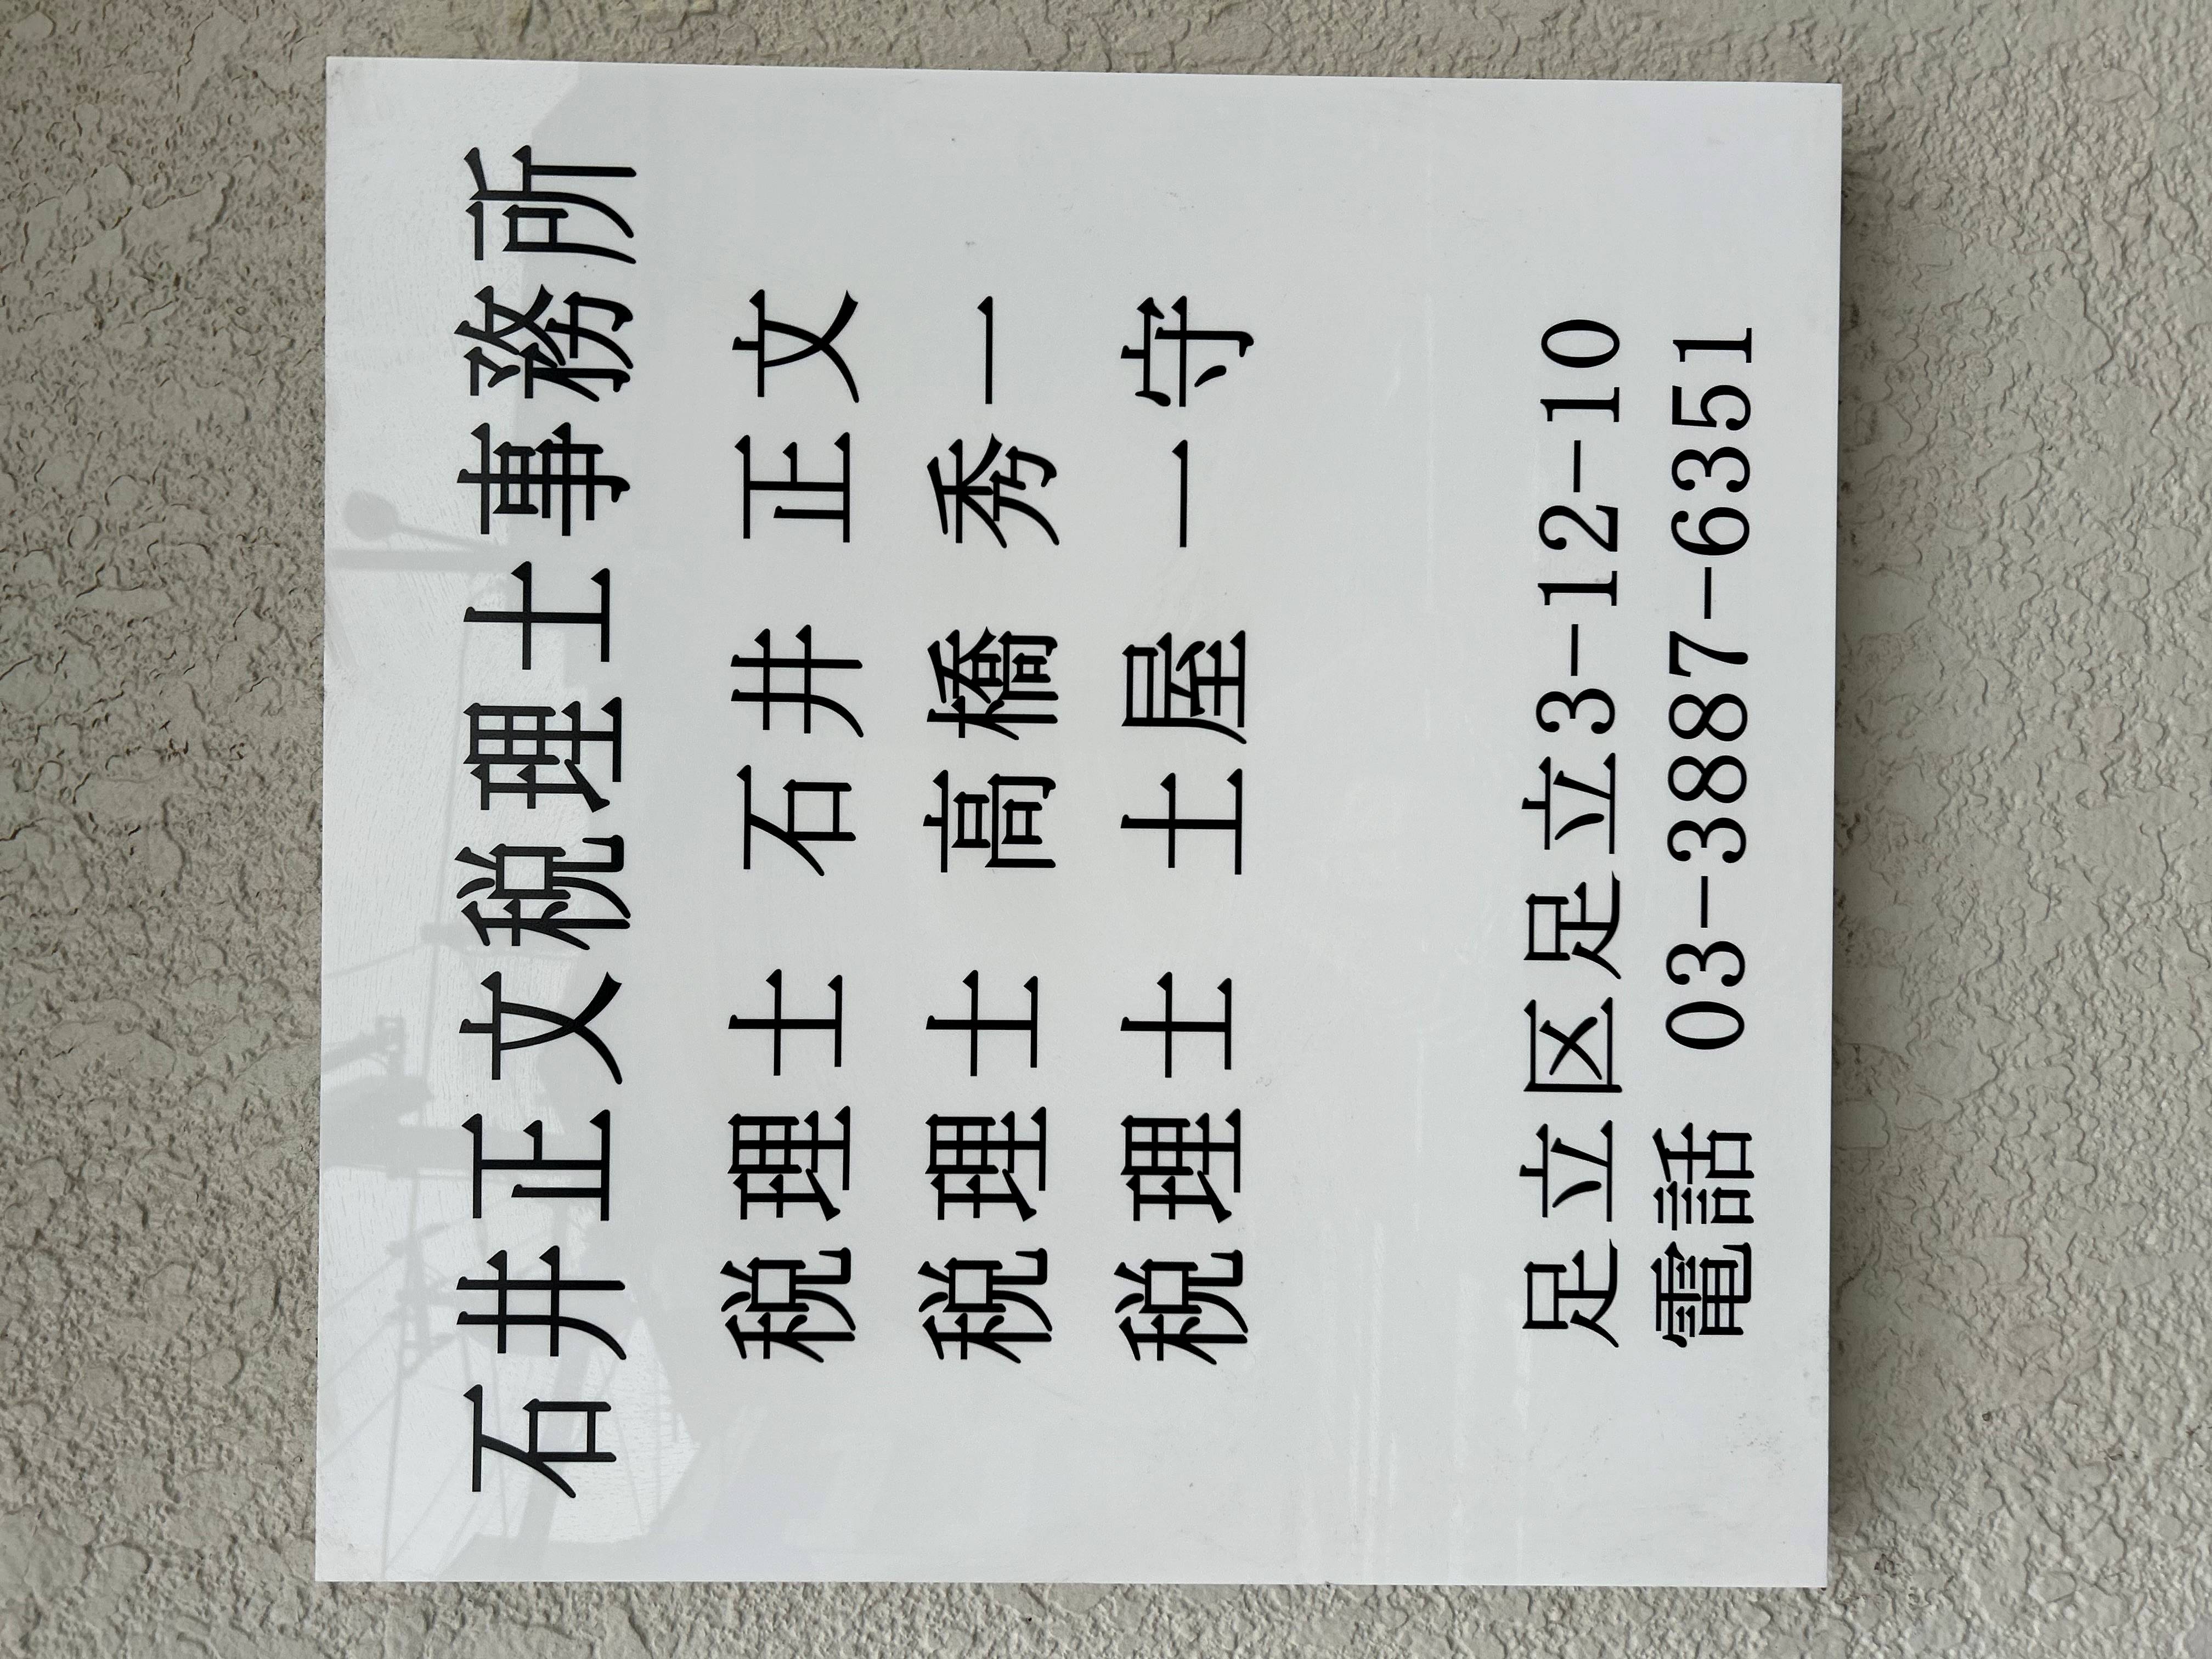 石井正文税理士事務所
税理士 石井 正文
税理士 高橋 秀一
税理士 土屋 一守
足立区足立3-12-10
電話 03-3887-6351